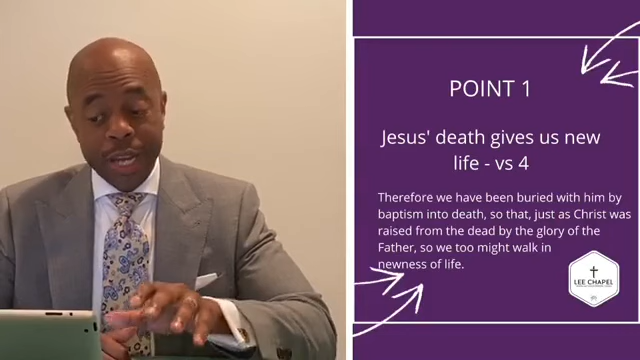 POINT 1
Jesus' death gives us new
life - vs 4
Therefore we have been buried with him by
baptism into death, so that, just as Christ was
raised from the dead by the glory of the
Father, so we too might walk in
newness of life.
LEE CHAPEL